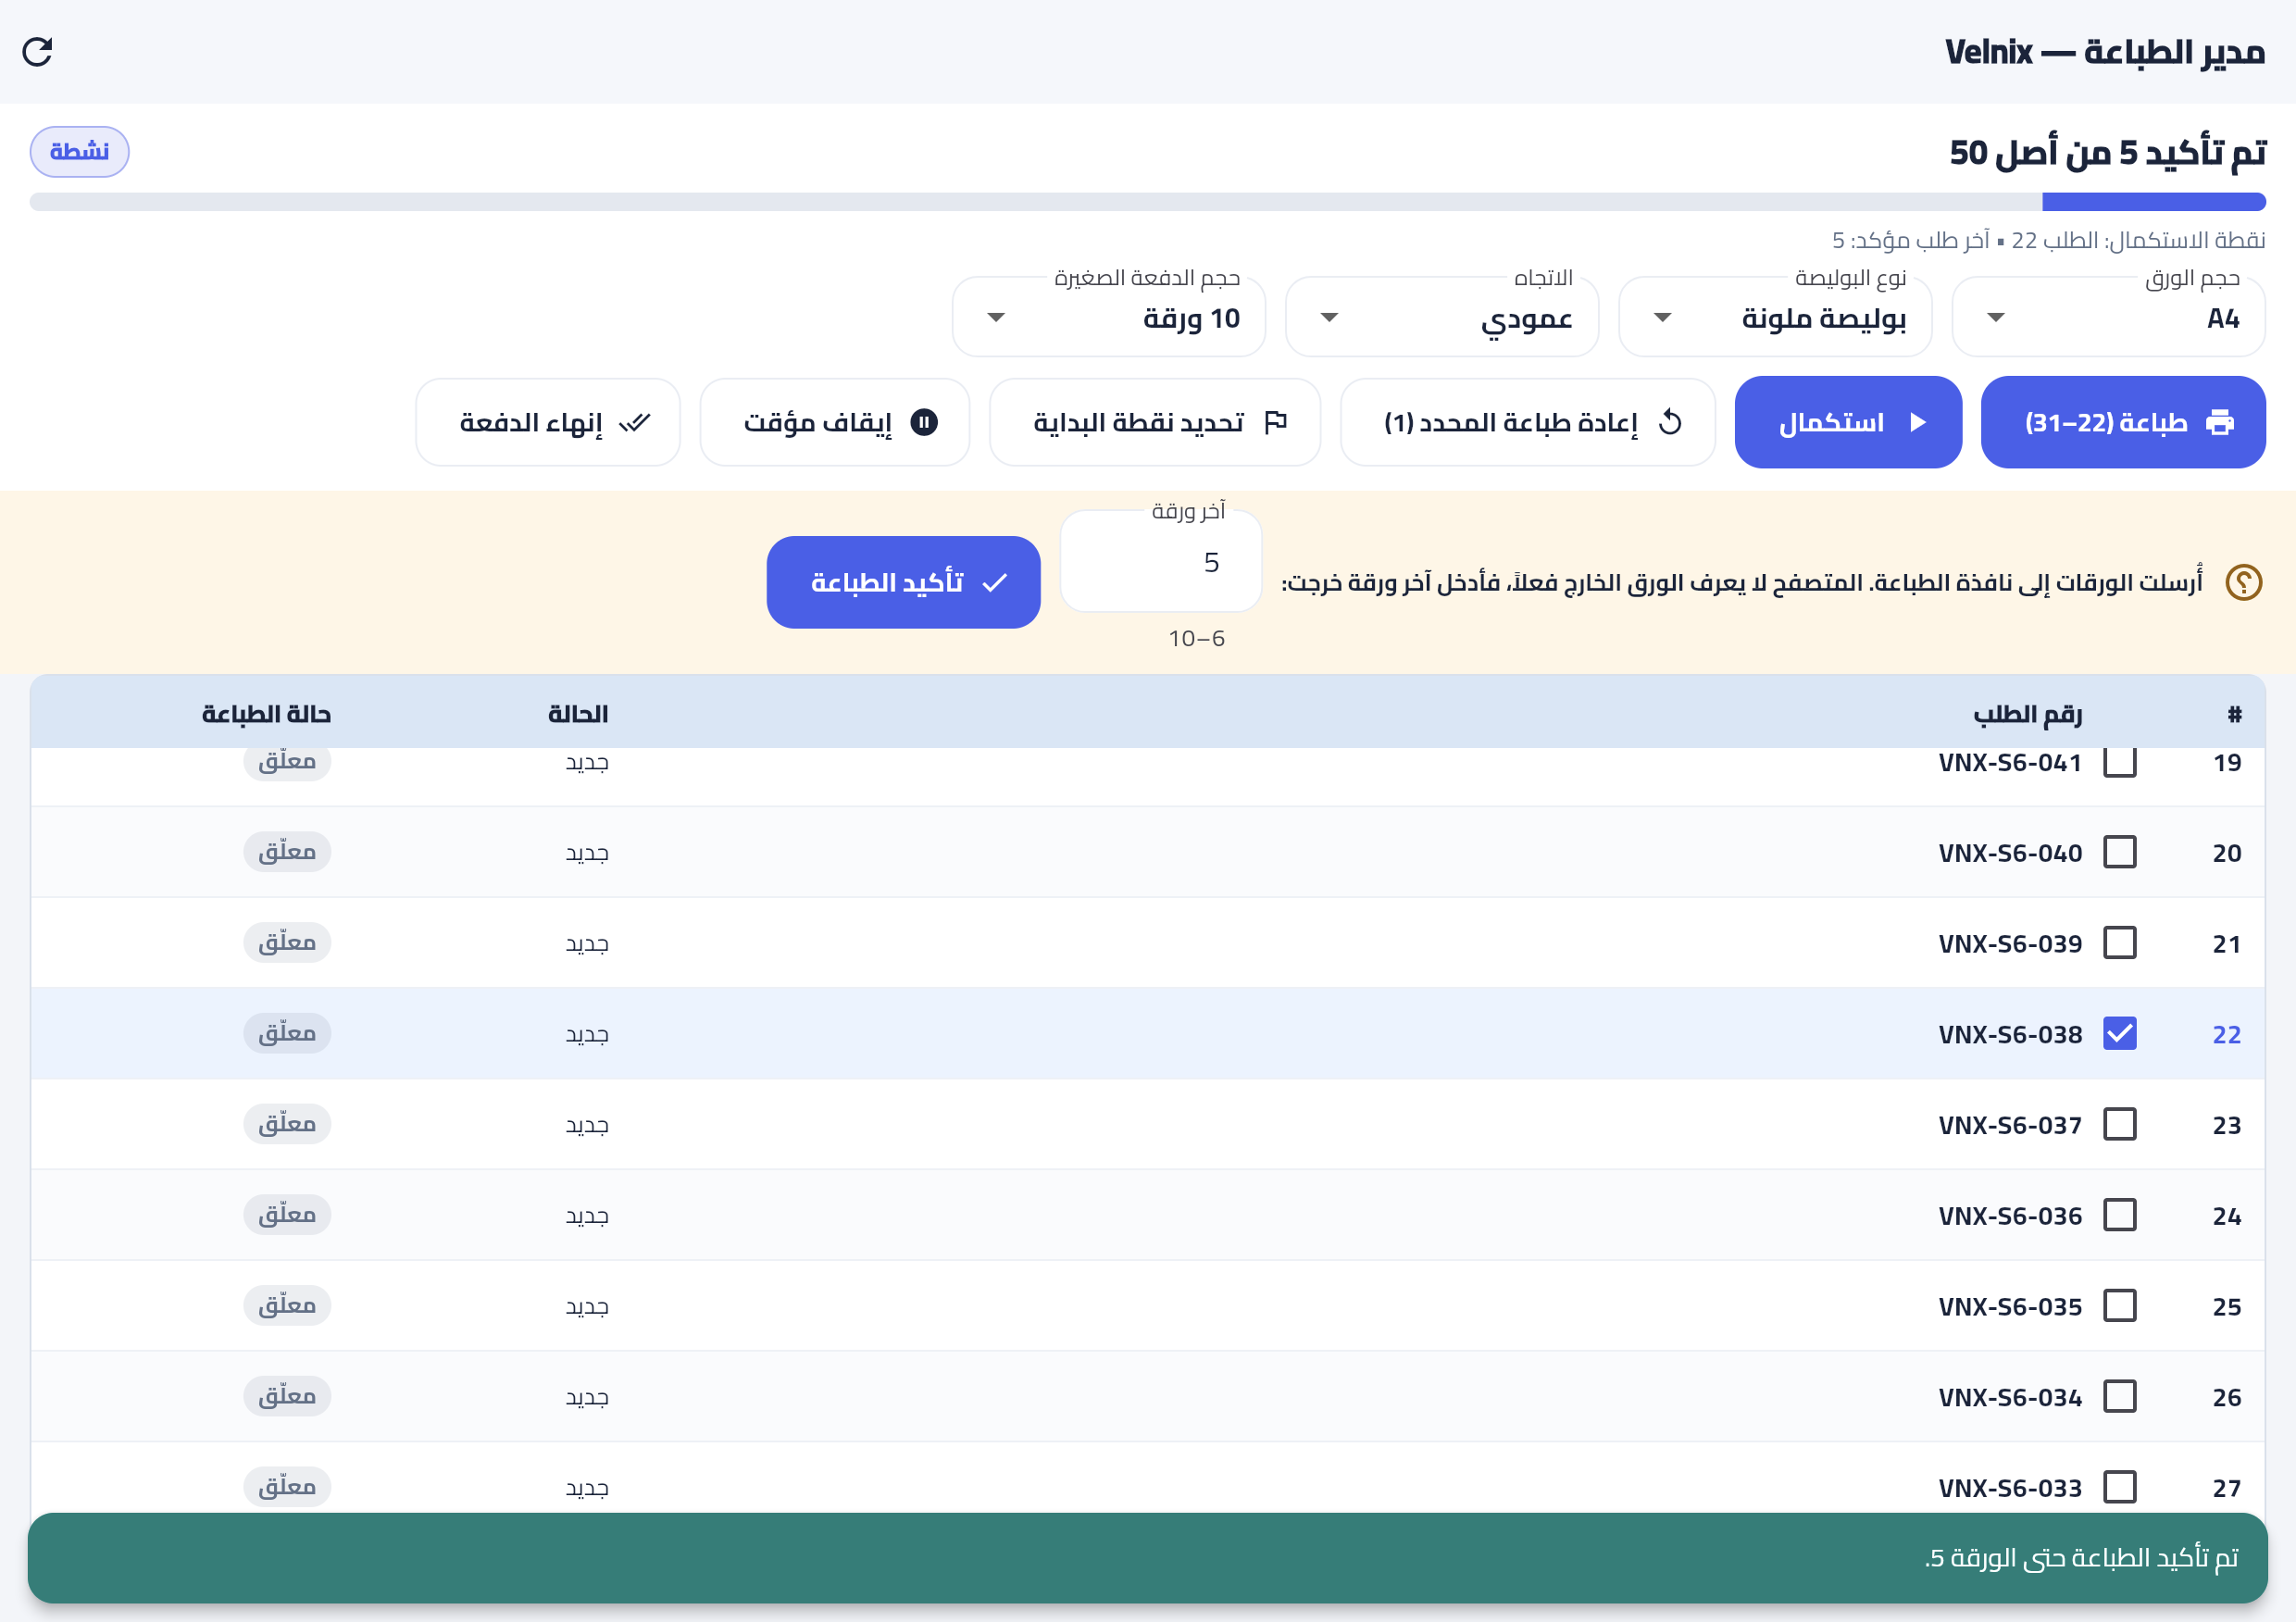 مدير الطباعة — Velnix
تم تأكيد 5 من أصل 50
نشطة
نقطة الاستكمال: الطلب 22 • آخر طلب مؤكد: 5
حجم الورق
A4
نوع البوليصة
بوليصة ملونة
الاتجاه
عمودي
حجم الدفعة الصغيرة
10 ورقة
طباعة (22–31)
استكمال
إعادة طباعة المحدد (1)
تحديد نقطة البداية
إيقاف مؤقت
إنهاء الدفعة
أُرسلت الورقات إلى نافذة الطباعة. المتصفح لا يعرف الورق الخارج فعلاً، فأدخل آخر ورقة خرجت:
آخر ورقة
5
6–10
تأكيد الطباعة
# رقم الطلب الحالة حالة الطباعة
19 VNX-S6-041 جديد معلّق
20 VNX-S6-040 جديد معلّق
21 VNX-S6-039 جديد معلّق
22 VNX-S6-038 جديد معلّق
23 VNX-S6-037 جديد معلّق
24 VNX-S6-036 جديد معلّق
25 VNX-S6-035 جديد معلّق
26 VNX-S6-034 جديد معلّق
27 VNX-S6-033 جديد معلّق
تم تأكيد الطباعة حتى الورقة 5.